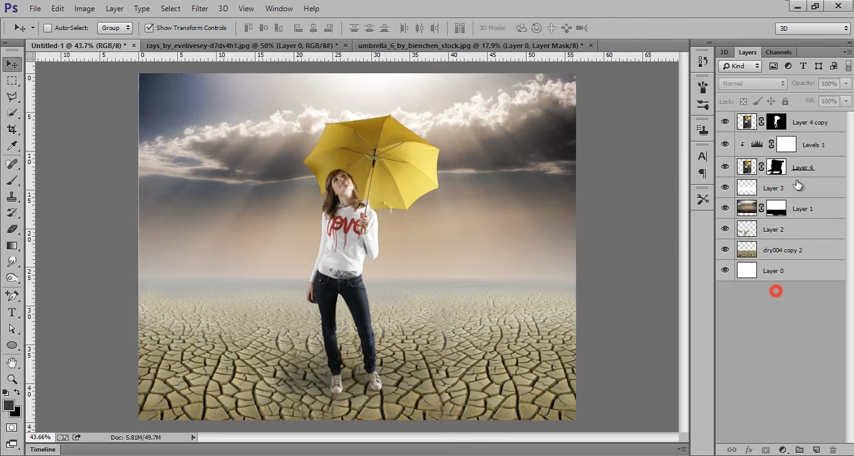 Ps File Edit Image Layer Type Select Filter 3D View Window Help
Auto-Select: Group Show Transform Controls 3D Mode: 3D
Untitled-1 @ 43.7% (RGB/8) * × rays_by_evelivesey-d7ds4h1.jpg @ 50% (Layer 0, RGB/8#) * × umbrella_6_by_bienchen_stock.jpg @ 17.9% (Layer 0, Layer Mask/8) * ×
3D Layers Channels
Kind
Normal Opacity: 100%
Lock: Fill: 100%
Layer 4 copy
Levels 1
Layer 4
Layer 3
Layer 1
Layer 2
dry004 copy 2
Layer 0
love
43.66% Doc: 5.81M/49.7M
Timeline